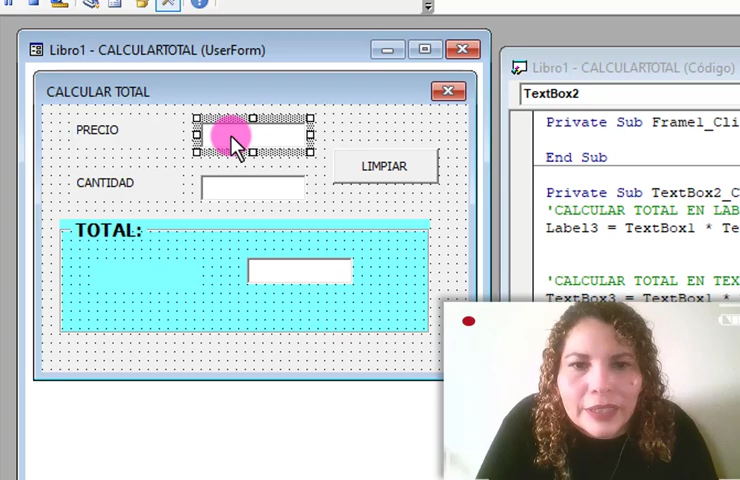 Libro1 - CALCULARTOTAL (UserForm)
CALCULAR TOTAL
PRECIO
LIMPIAR
CANTIDAD
TOTAL:
Libro1 - CALCULARTOTAL (Código)
TextBox2
Private Sub Frame1_Cli
End Sub
Private Sub TextBox2_C
'CALCULAR TOTAL EN LAB
Label3 = TextBox1 * Te
'CALCULAR TOTAL EN TEX
TextBox3 = TextBox1 *